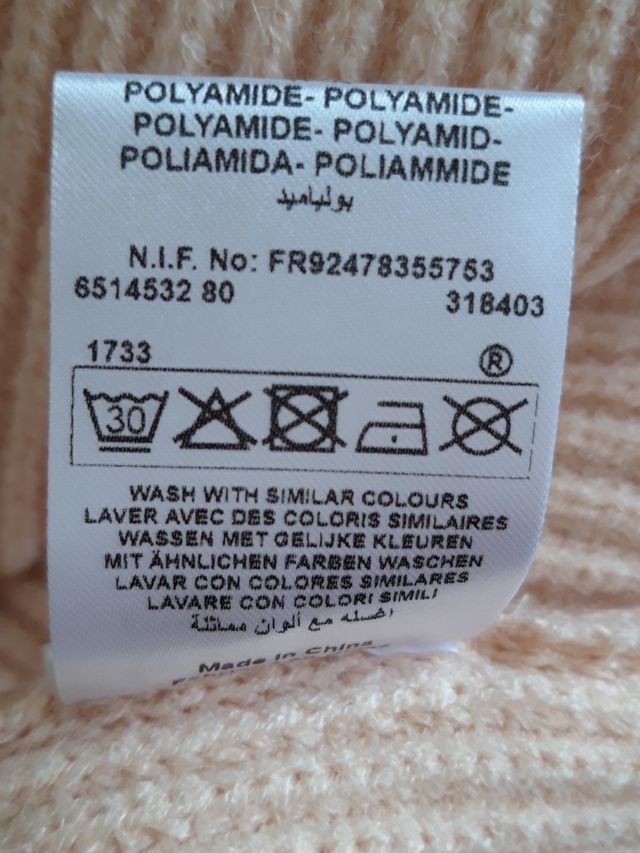 POLYAMIDE- POLYAMIDE-
POLYAMIDE- POLYAMID-
POLIAMIDA- POLIAMMIDE
بولياميد
N.I.F. No: FR92478355753
6514532 80 318403
1733 ®
30
WASH WITH SIMILAR COLOURS
LAVER AVEC DES COLORIS SIMILAIRES
WASSEN MET GELIJKE KLEUREN
MIT ÄHNLICHEN FARBEN WASCHEN
LAVAR CON COLORES SIMILARES
LAVARE CON COLORI SIMILI
اغسله مع ألوان مماثلة
Made in China